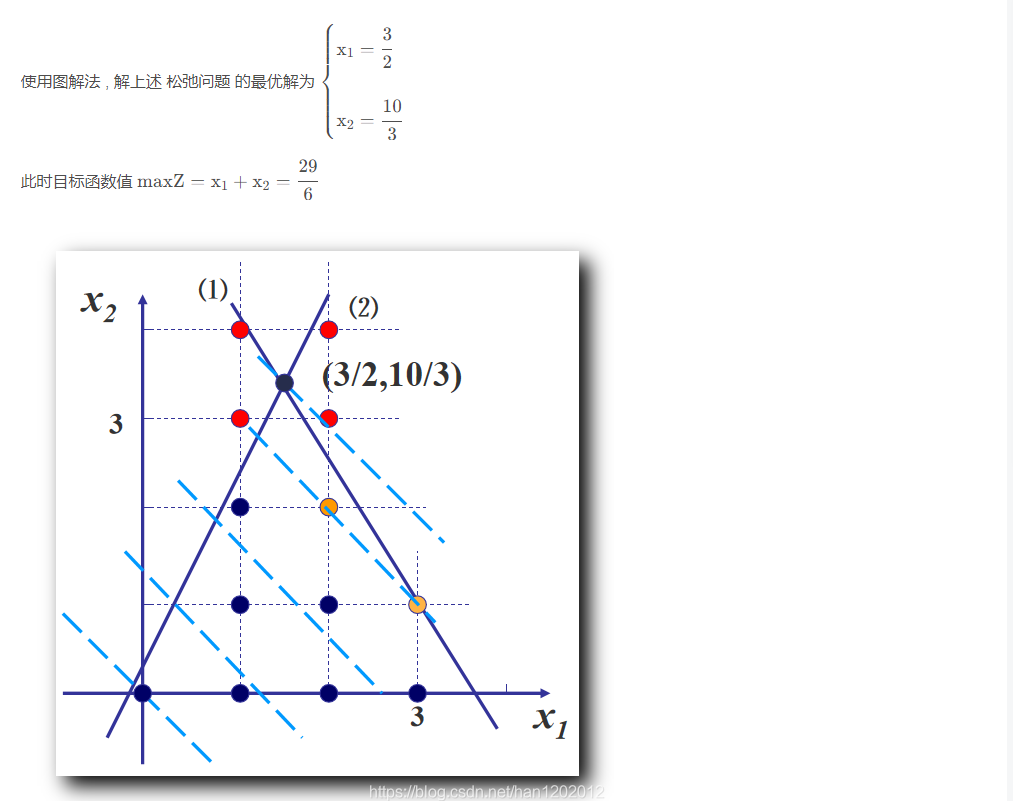 使用图解法 , 解上述 松弛问题 的最优解为 { x₁ = 3/2
x₂ = 10/3
此时目标函数值 maxZ = x₁ + x₂ = 29/6
(1)
x₂
(2)
(3/2,10/3)
3
3
x₁
https://blog.csdn.net/han1202012